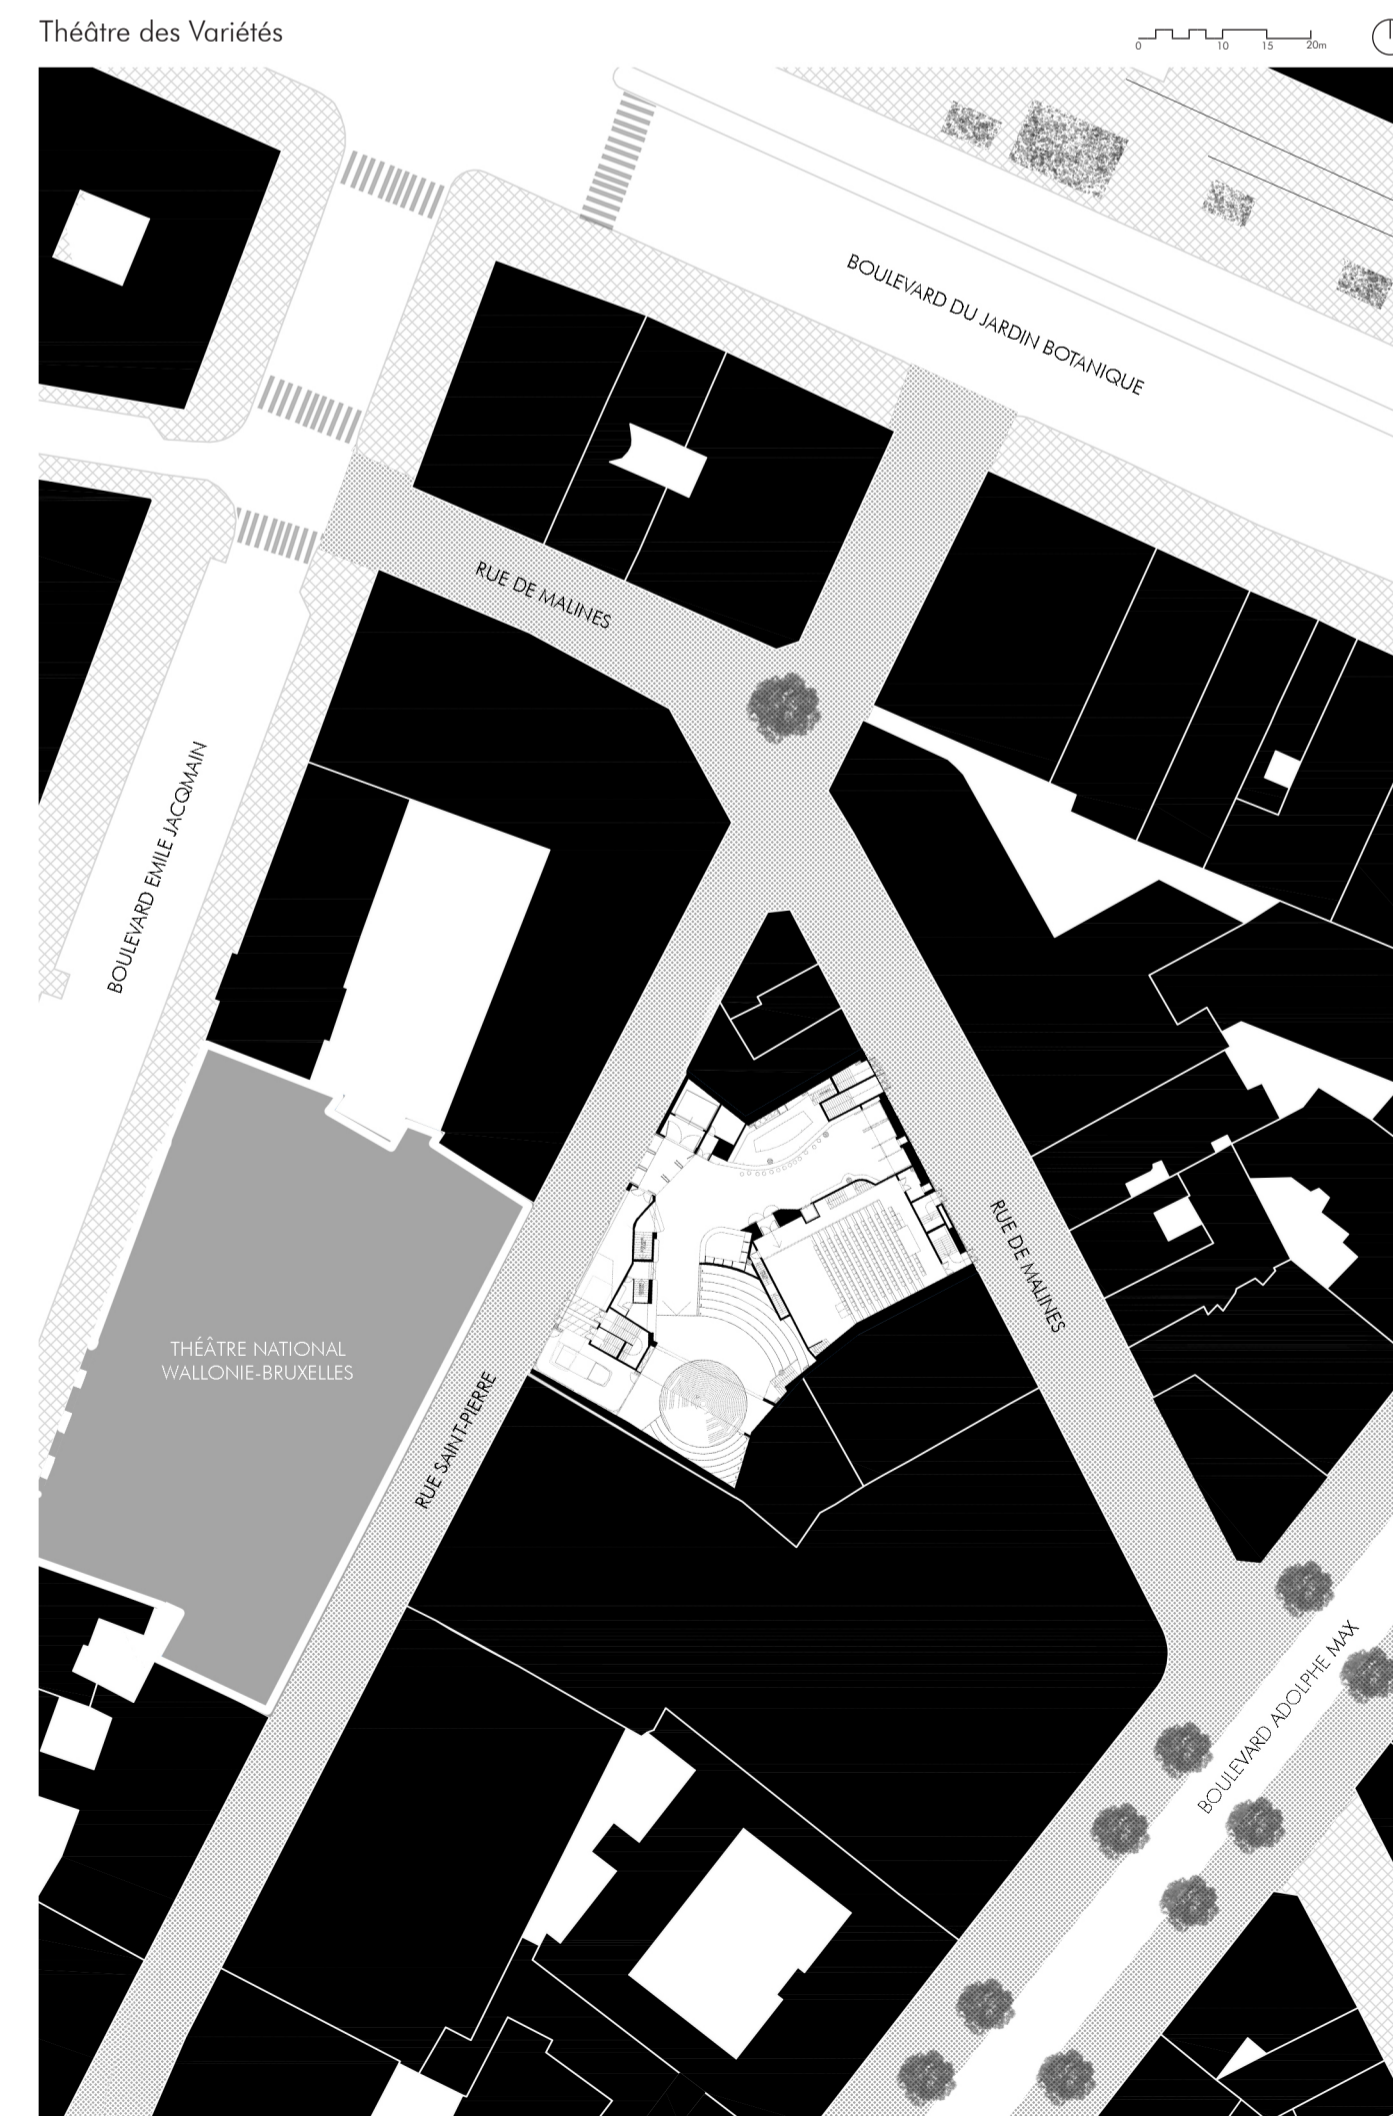 Théâtre des Variétés
0 10 15 20m
BOULEVARD DU JARDIN BOTANIQUE
RUE DE MALINES
BOULEVARD EMILE JACQMAIN
RUE DE MALINES
THÉÂTRE NATIONAL
WALLONIE-BRUXELLES
RUE SAINT-PIERRE
BOULEVARD ADOLPHE MAX